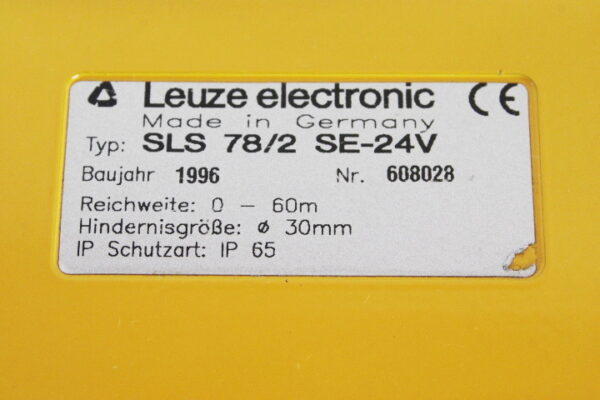 Leuze electronic CE
Made in Germany
Typ: SLS 78/2 SE-24V
Baujahr 1996 Nr. 608028
Reichweite: 0 - 60m
Hindernisgröße: ø 30mm
IP Schutzart: IP 65